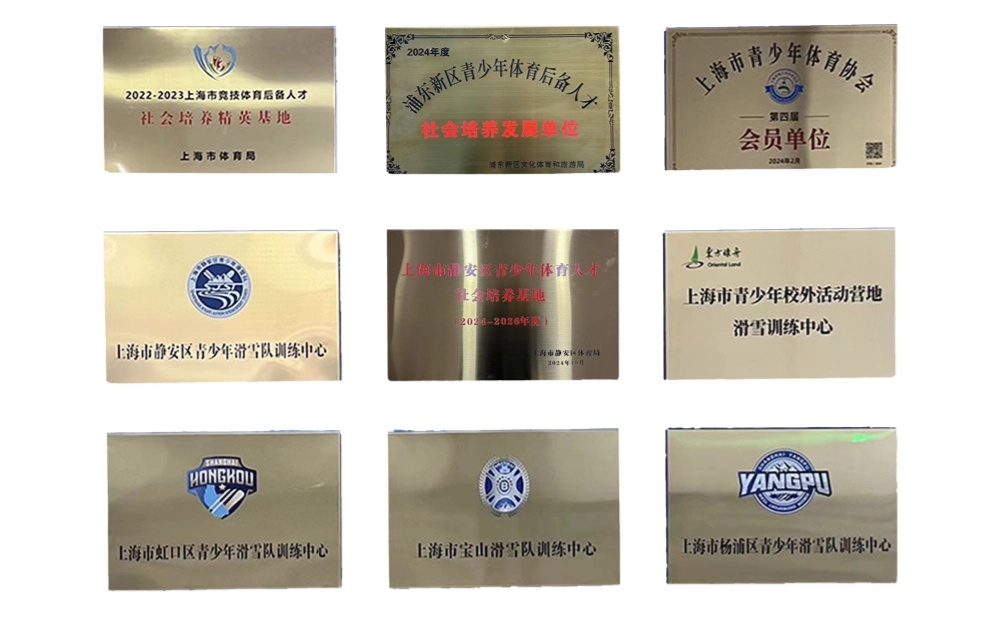 2022-2023上海市竞技体育后备人才
社会培养精英基地
上海市体育局
2024年度
浦东新区青少年体育后备人才
社会培养发展单位
浦东新区文化体育和旅游局
上海市青少年体育协会
第四届
会员单位
2024年2月
上海市静安区青少年滑雪队训练中心
上海市静安区青少年体育人才
社会培养基地
(2024-2026年度)
上海市静安区体育局
东方绿舟
Oriental Land
上海市青少年校外活动营地
滑雪训练中心
SHANGHAI
HONGKOU
上海市虹口区青少年滑雪队训练中心
上海市宝山滑雪队训练中心
SHANGHAI YANGPU
YANGPU
上海市杨浦区青少年滑雪队训练中心